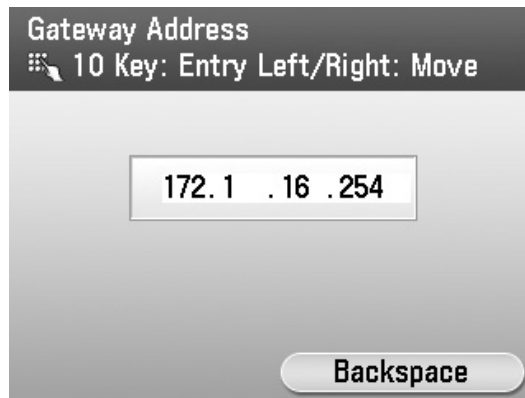 Gateway Address
10 Key: Entry Left/Right: Move
172. 1 .16 .254
Backspace